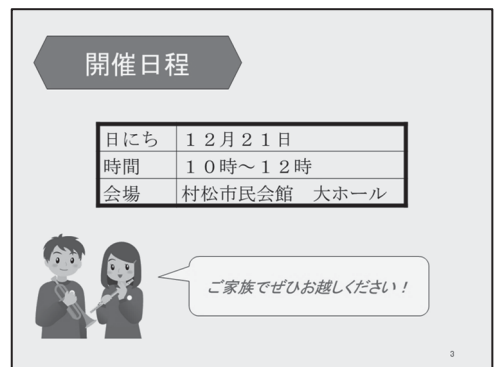 開催日程
日にち １２月２１日
時間 １０時～１２時
会場 村松市民会館　大ホール
ご家族でぜひお越しください！
3